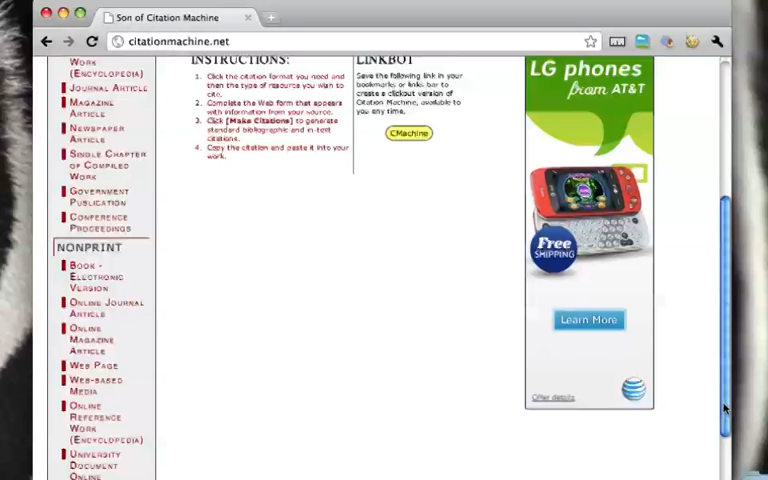 Son of Citation Machine
citationmachine.net
INSTRUCTIONS:
1. Click the citation format you need and
then the type of resource you wish to
cite.
2. Complete the Web form that appears
with information from your source.
3. Click [Make Citations] to generate
standard bibliographic and in-text
citations.
4. Copy the citation and paste it into your
work.
LINKBOT
Save the following link in your
bookmarks or links bar to
create a clickout version of
Citation Machine, available to
you any time.
CMachine
WORK
(ENCYCLOPEDIA)
JOURNAL ARTICLE
MAGAZINE
ARTICLE
NEWSPAPER
ARTICLE
SINGLE CHAPTER
OF COMPILED
WORK
GOVERNMENT
PUBLICATION
CONFERENCE
PROCEEDINGS
NONPRINT
BOOK -
ELECTRONIC
VERSION
ONLINE JOURNAL
ARTICLE
ONLINE
MAGAZINE
ARTICLE
WEB PAGE
WEB-BASED
MEDIA
ONLINE
REFERENCE
WORK
(ENCYCLOPEDIA)
UNIVERSITY
DOCUMENT
ONLINE
LG phones
from AT&T
Free
SHIPPING
Learn More
Offer details
at&t